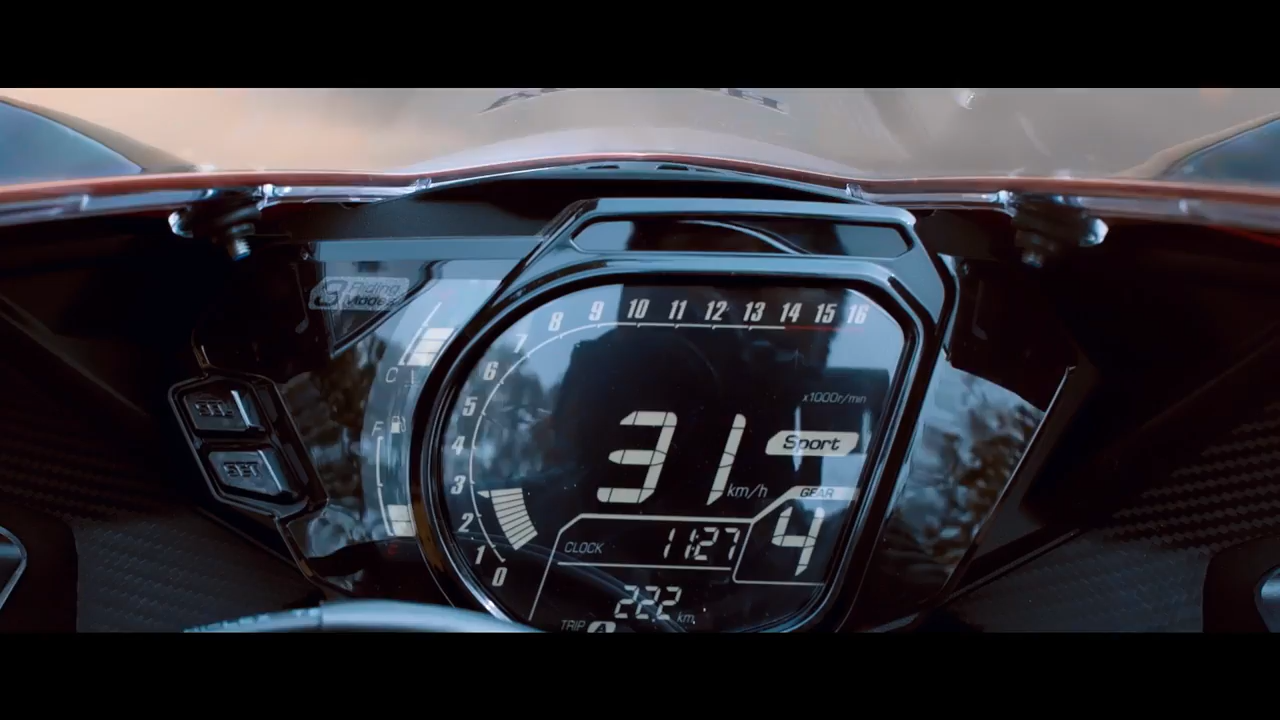 3 Riding
Modes
SEL
SET
C
F
0 1 2 3 4 5 6 7 8 9 10 11 12 13 14 15 16
x1000r/min
31 km/h
Sport
GEAR
4
CLOCK 11:27
222 km
TRIP A